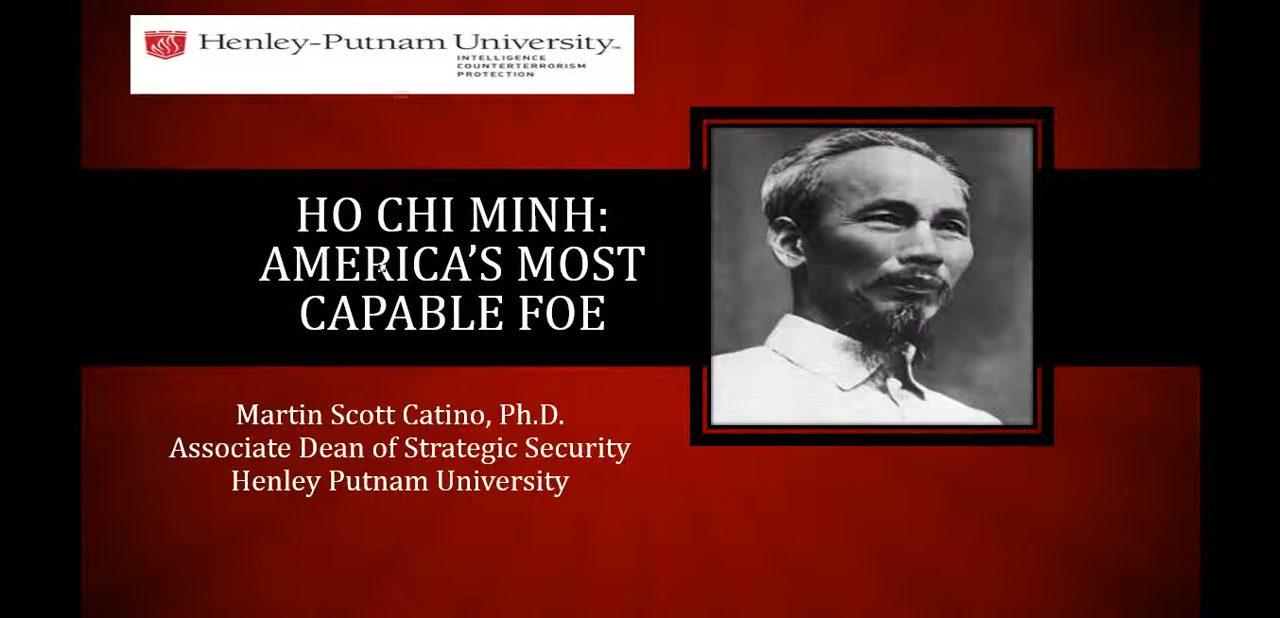 Henley-Putnam University™
INTELLIGENCE
COUNTERTERRORISM
PROTECTION
HO CHI MINH:
AMERICA'S MOST
CAPABLE FOE
Martin Scott Catino, Ph.D.
Associate Dean of Strategic Security
Henley Putnam University